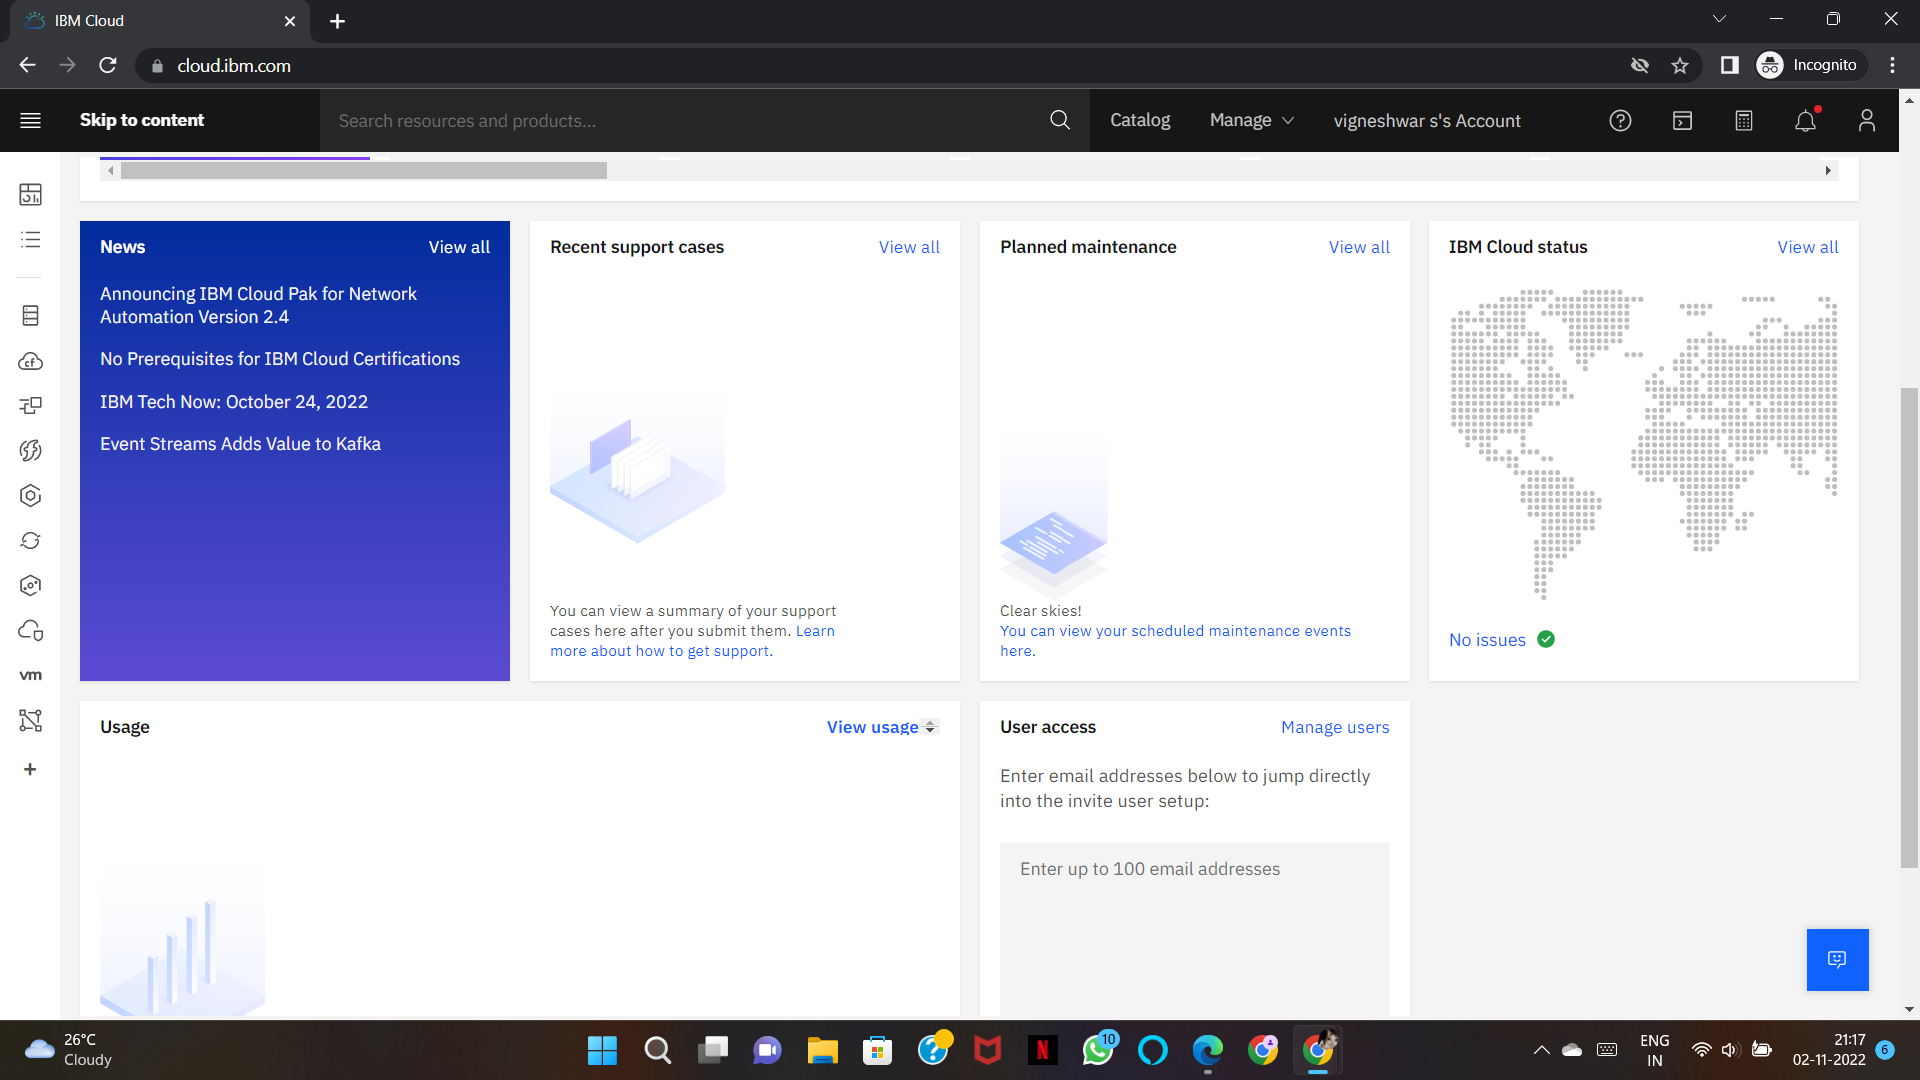 IBM Cloud
cloud.ibm.com
Incognito
Skip to content
Search resources and products...
Catalog
Manage
vigneshwar s's Account
News
View all
Announcing IBM Cloud Pak for Network
Automation Version 2.4
No Prerequisites for IBM Cloud Certifications
IBM Tech Now: October 24, 2022
Event Streams Adds Value to Kafka
Recent support cases
View all
You can view a summary of your support
cases here after you submit them. Learn
more about how to get support.
Planned maintenance
View all
Clear skies!
You can view your scheduled maintenance events
here.
IBM Cloud status
View all
No issues
cf
vm
Usage
View usage
User access
Manage users
Enter email addresses below to jump directly
into the invite user setup:
Enter up to 100 email addresses
26°C
Cloudy
N
10
ENG
IN
21:17
02-11-2022
6